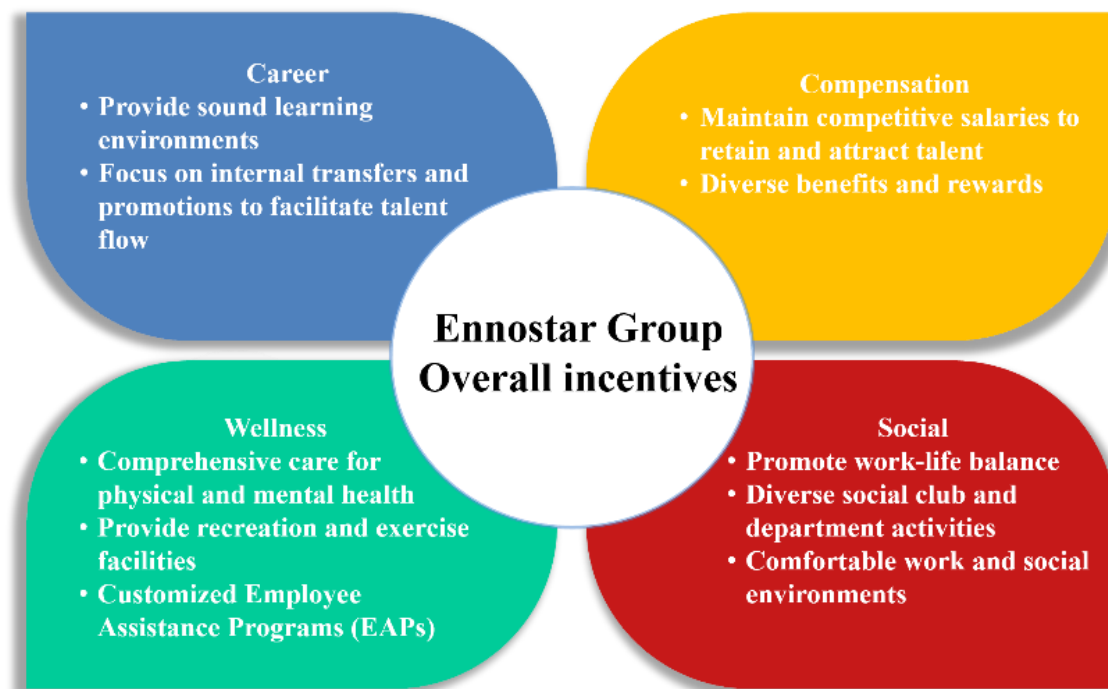 Career
• Provide sound learning
environments
• Focus on internal transfers and
promotions to facilitate talent
flow
Compensation
• Maintain competitive salaries to
retain and attract talent
• Diverse benefits and rewards
Ennostar Group
Overall incentives
Wellness
• Comprehensive care for
physical and mental health
• Provide recreation and exercise
facilities
• Customized Employee
Assistance Programs (EAPs)
Social
• Promote work-life balance
• Diverse social club and
department activities
• Comfortable work and social
environments